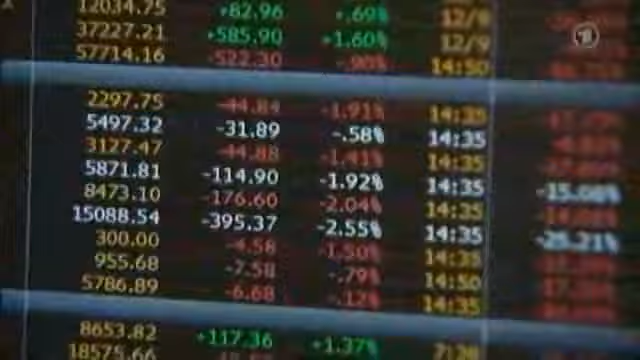 12034.75 +82.96 +.69% 12/9
37227.21 +585.90 +1.60% 12/9
57714.16 -522.30 -.90% 14:50
2297.75 -44.84 -1.91% 14:35
5497.32 -31.89 -.58% 14:35
3127.47 -44.88 -1.41% 14:35
5871.81 -114.90 -1.92% 14:35 -15.08%
8473.10 -176.60 -2.04% 14:35
15088.54 -395.37 -2.55% 14:35 -25.21%
300.00 -4.58 -1.50% 14:35
955.68 -7.58 -.79% 14:50
5786.89 -6.68 -.12% 14:35
8653.82 +117.36 +1.37%
18575.66